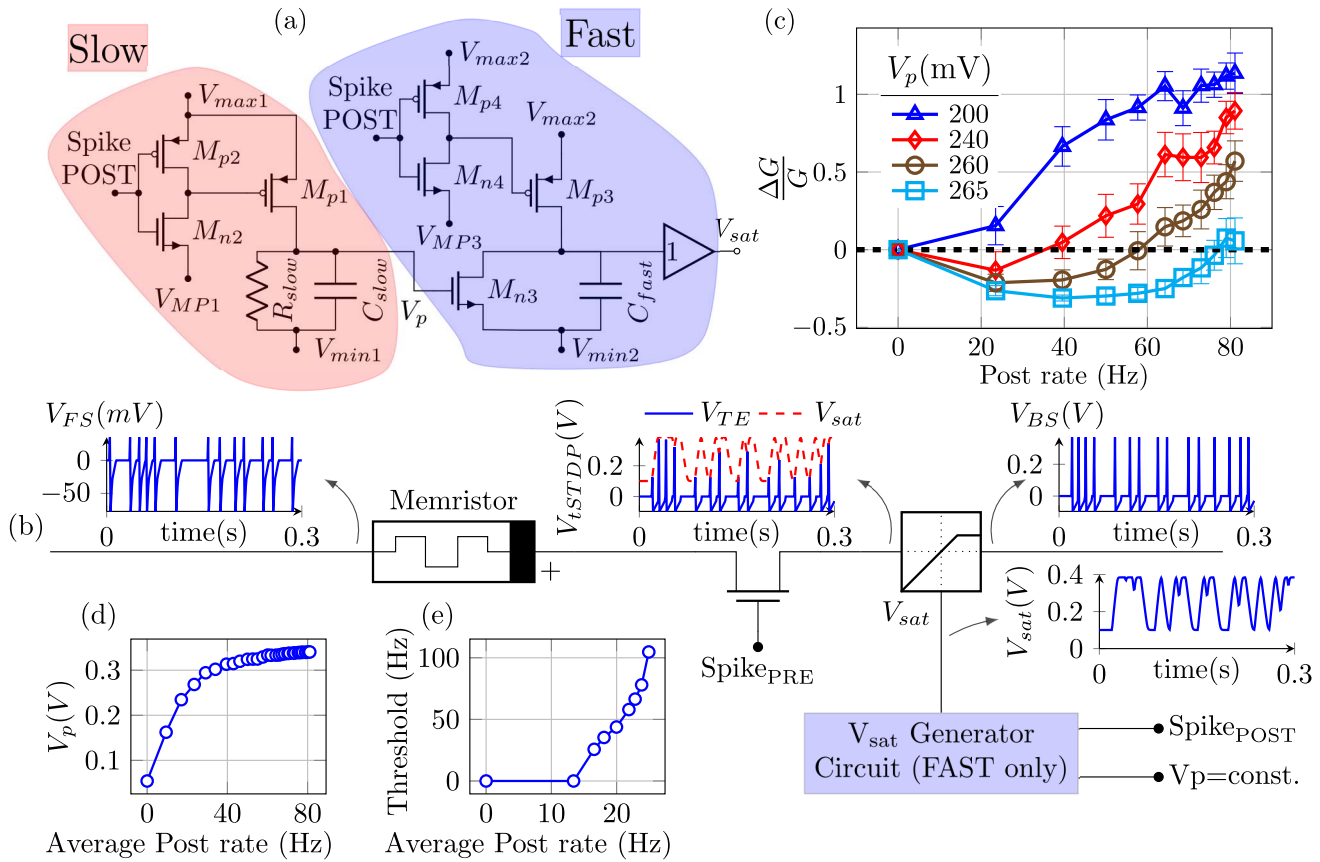 (a)
Slow
Fast
V_max1
Spike
POST
M_p2
M_n2
M_p1
V_MP1
R_slow
C_slow
V_min1
V_p
V_max2
Spike
POST
M_p4
M_n4
V_max2
M_p3
V_MP3
M_n3
C_fast
V_min2
1
V_sat
(c)
V_p(mV)
200
240
260
265
ΔG/G
1
0.5
0
−0.5
0 20 40 60 80
Post rate (Hz)
(b)
V_FS(mV)
0
−50
0 time(s) 0.3
Memristor
+
V_TE V_sat
V_tSTDP(V)
0.2
0
0 time(s) 0.3
V_BS(V)
0.2
0
0 time(s) 0.3
V_sat
V_sat(V)
0.4
0.2
0
0 time(s) 0.3
Spike_PRE
V_sat Generator
Circuit (FAST only)
Spike_POST
Vp=const.
(d)
V_p(V)
0.3
0.2
0.1
0 40 80
Average Post rate (Hz)
(e)
Threshold (Hz)
100
50
0
0 10 20
Average Post rate (Hz)